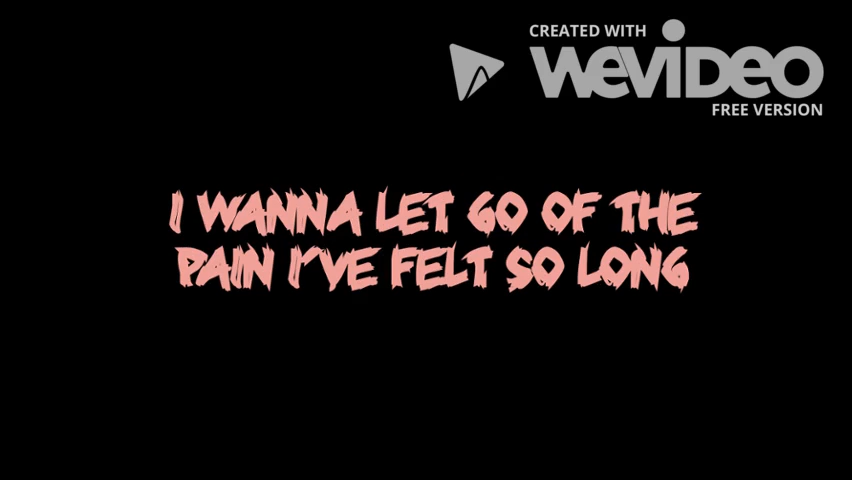 CREATED WITH
WEVIDEO
FREE VERSION
I WANNA LET GO OF THE
PAIN I'VE FELT SO LONG